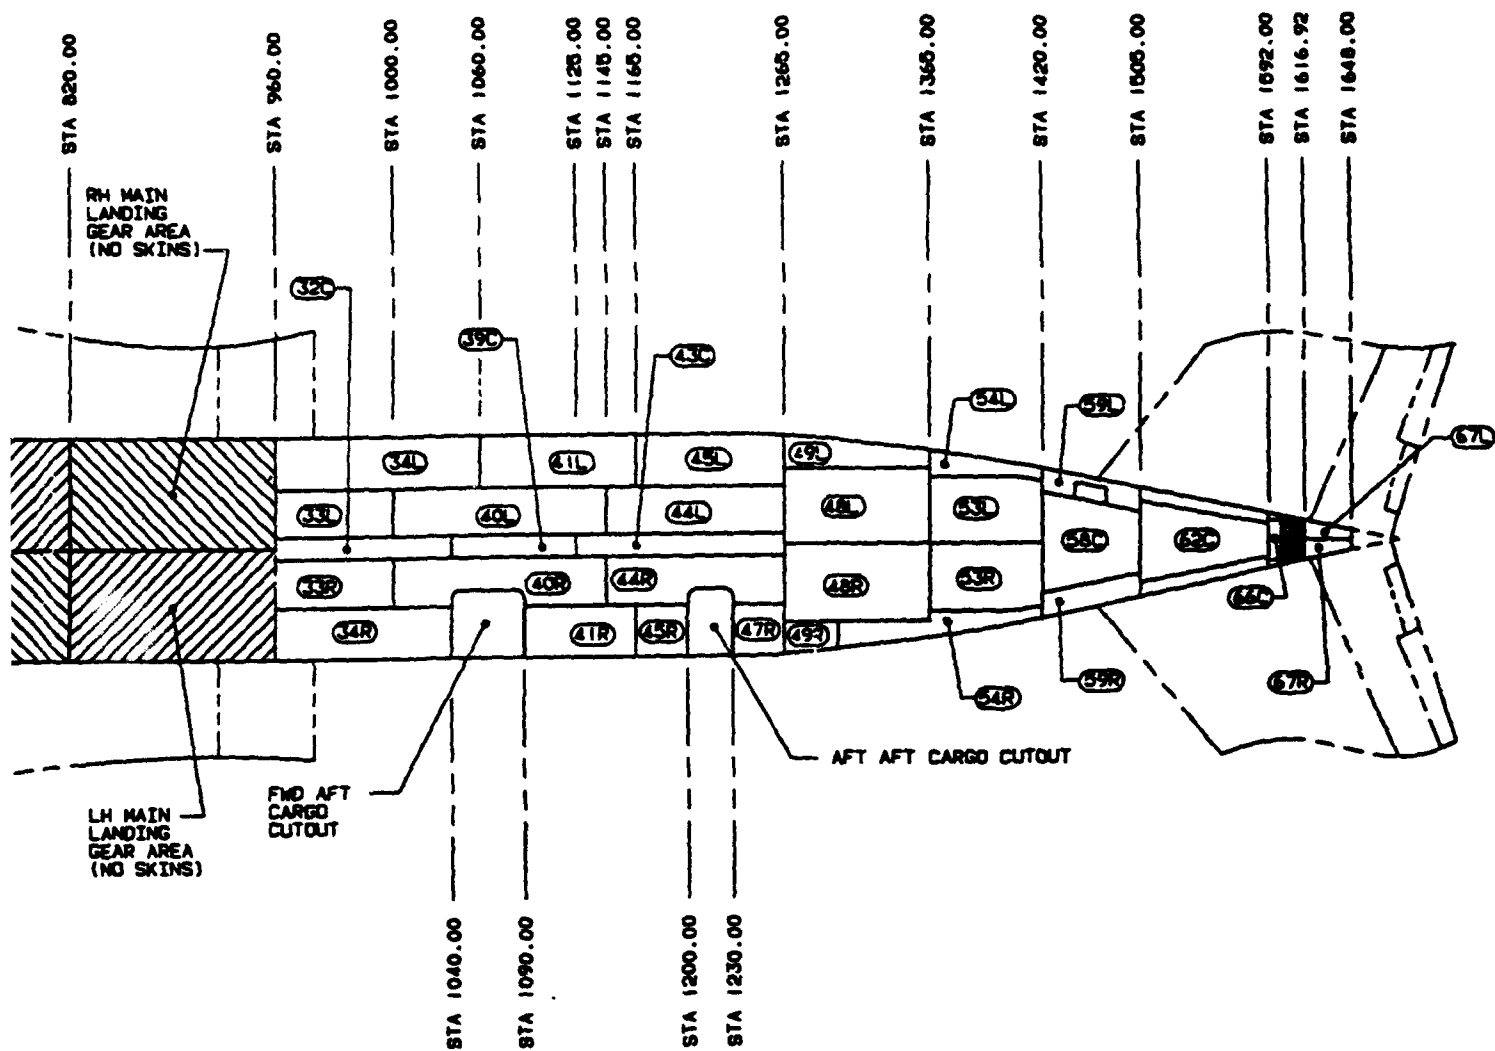 STA 820.00
STA 960.00
STA 1000.00
STA 1060.00
STA 1125.00
STA 1145.00
STA 1165.00
STA 1265.00
STA 1365.00
STA 1420.00
STA 1505.00
STA 1592.00
STA 1616.92
STA 1648.00
RH MAIN
LANDING
GEAR AREA
(NO SKINS)
32C
39C
43C
54L
59L
67L
34L
41L
45L
49L
33L
40L
44L
48L
53L
58C
62C
33R
40R
44R
48R
53R
66C
34R
41R
45R
47R
49R
54R
59R
67R
AFT AFT CARGO CUTOUT
FWD AFT
CARGO
CUTOUT
LH MAIN
LANDING
GEAR AREA
(NO SKINS)
STA 1040.00
STA 1090.00
STA 1200.00
STA 1230.00